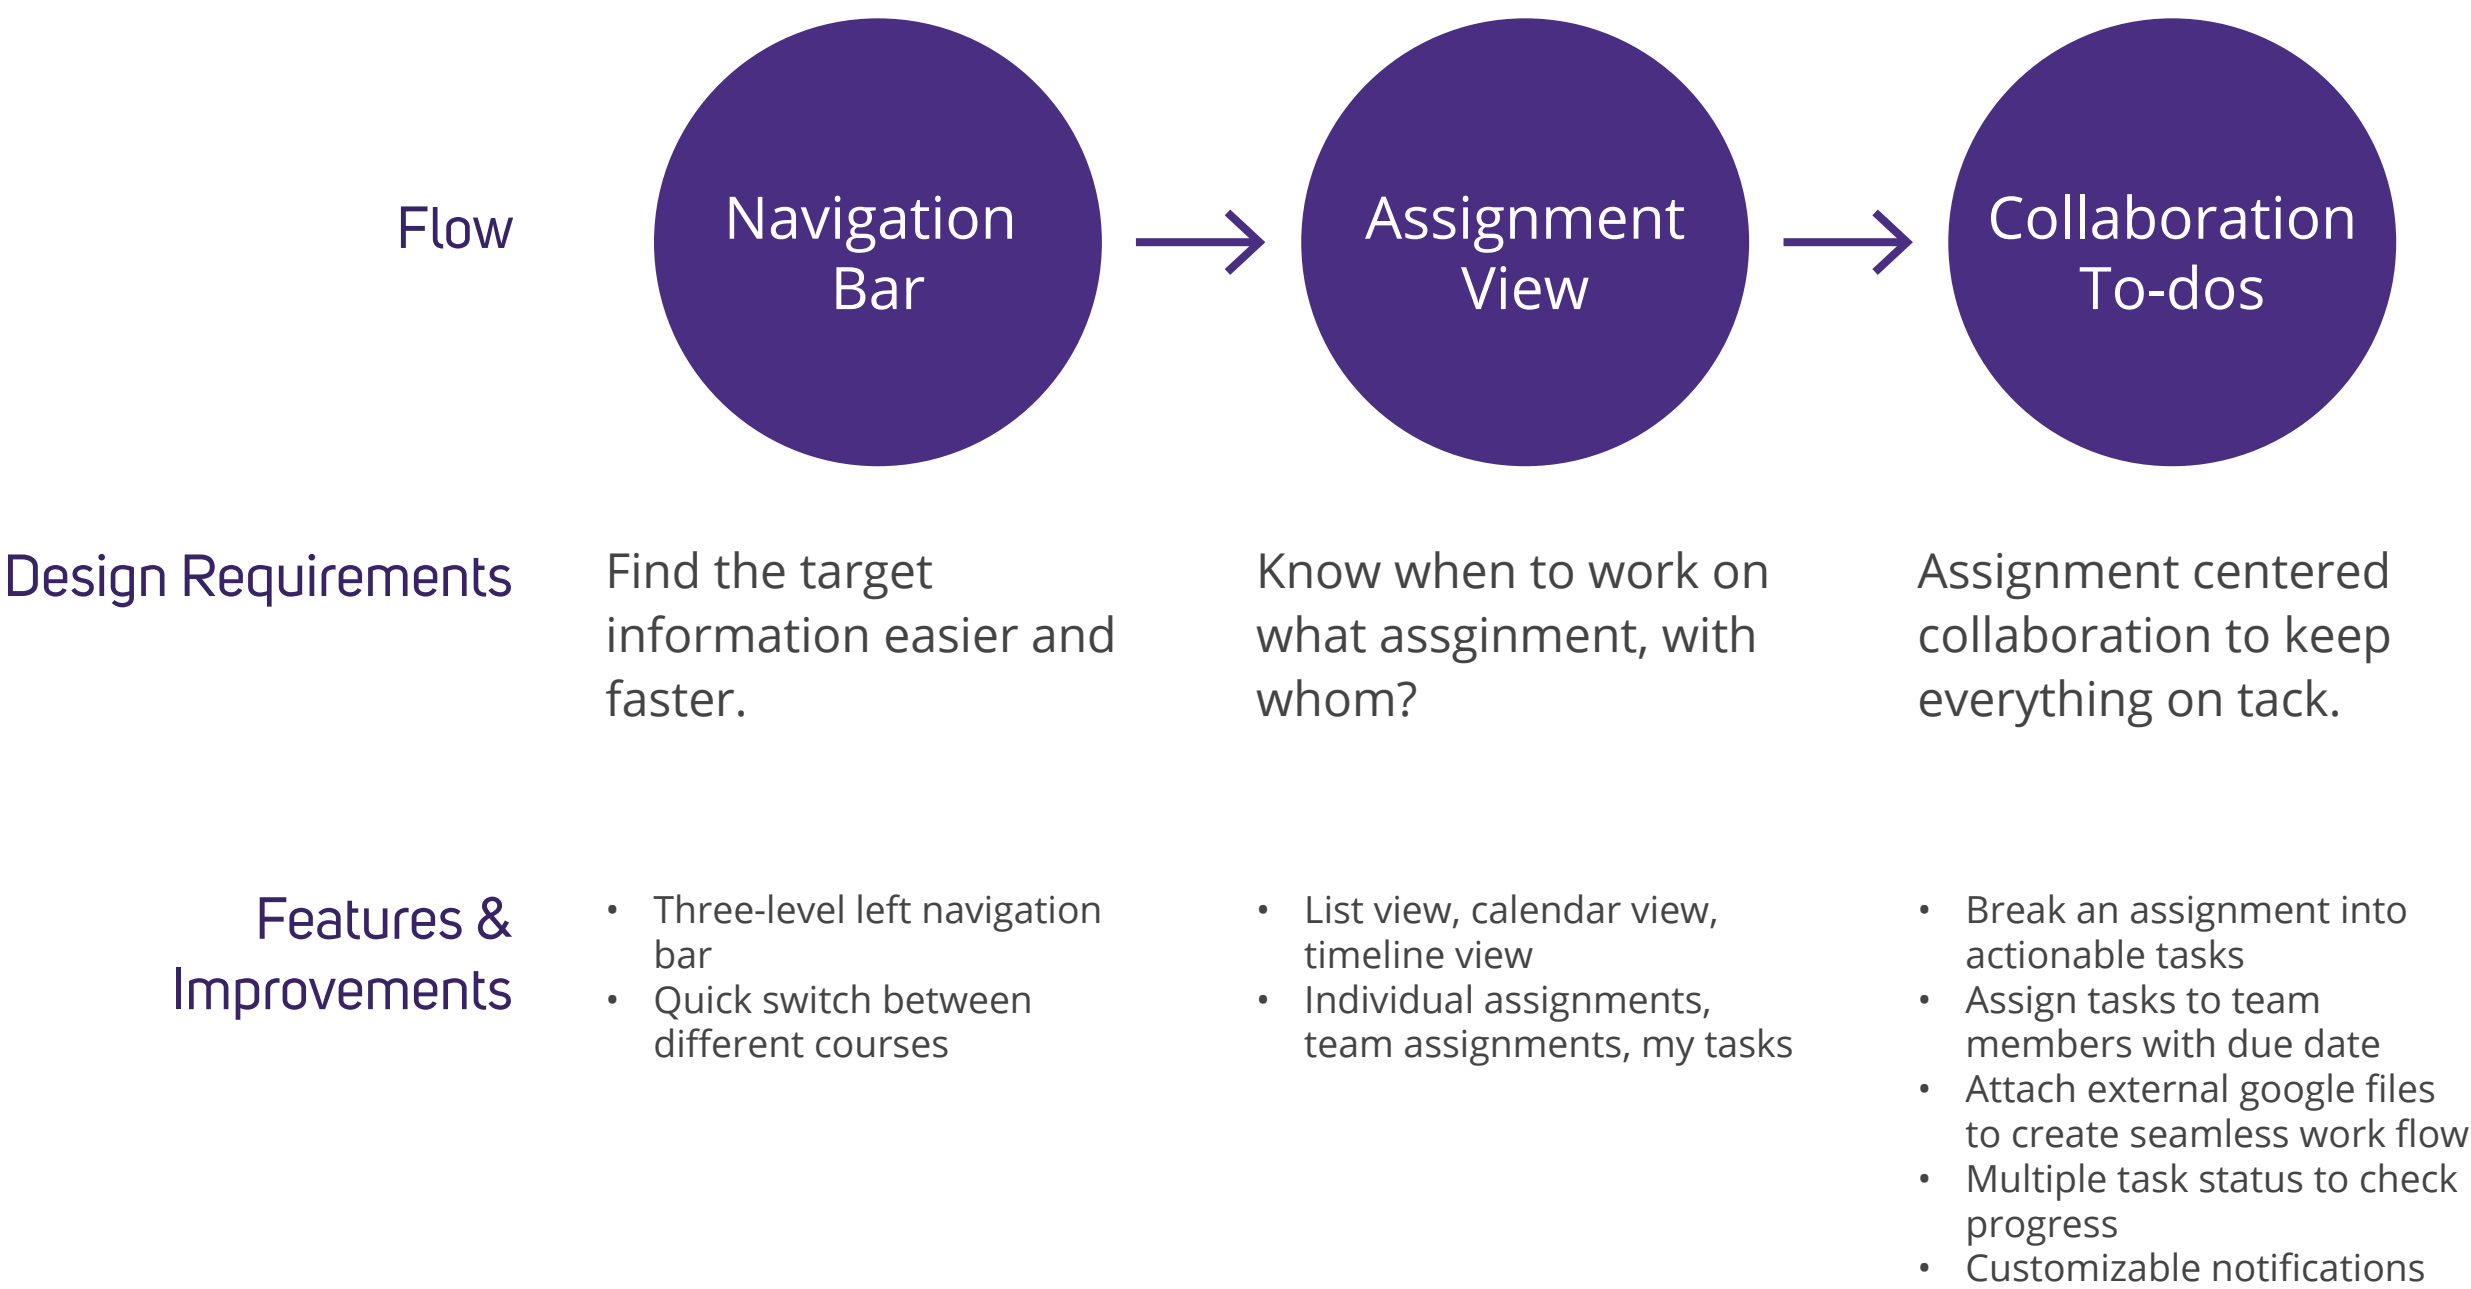 Flow
Navigation
Bar
Assignment
View
Collaboration
To-dos
Design Requirements
Find the target
information easier and
faster.
Know when to work on
what assginment, with
whom?
Assignment centered
collaboration to keep
everything on tack.
Features &
Improvements
• Three-level left navigation
bar
• Quick switch between
different courses
• List view, calendar view,
timeline view
• Individual assignments,
team assignments, my tasks
• Break an assignment into
actionable tasks
• Assign tasks to team
members with due date
• Attach external google files
to create seamless work flow
• Multiple task status to check
progress
• Customizable notifications